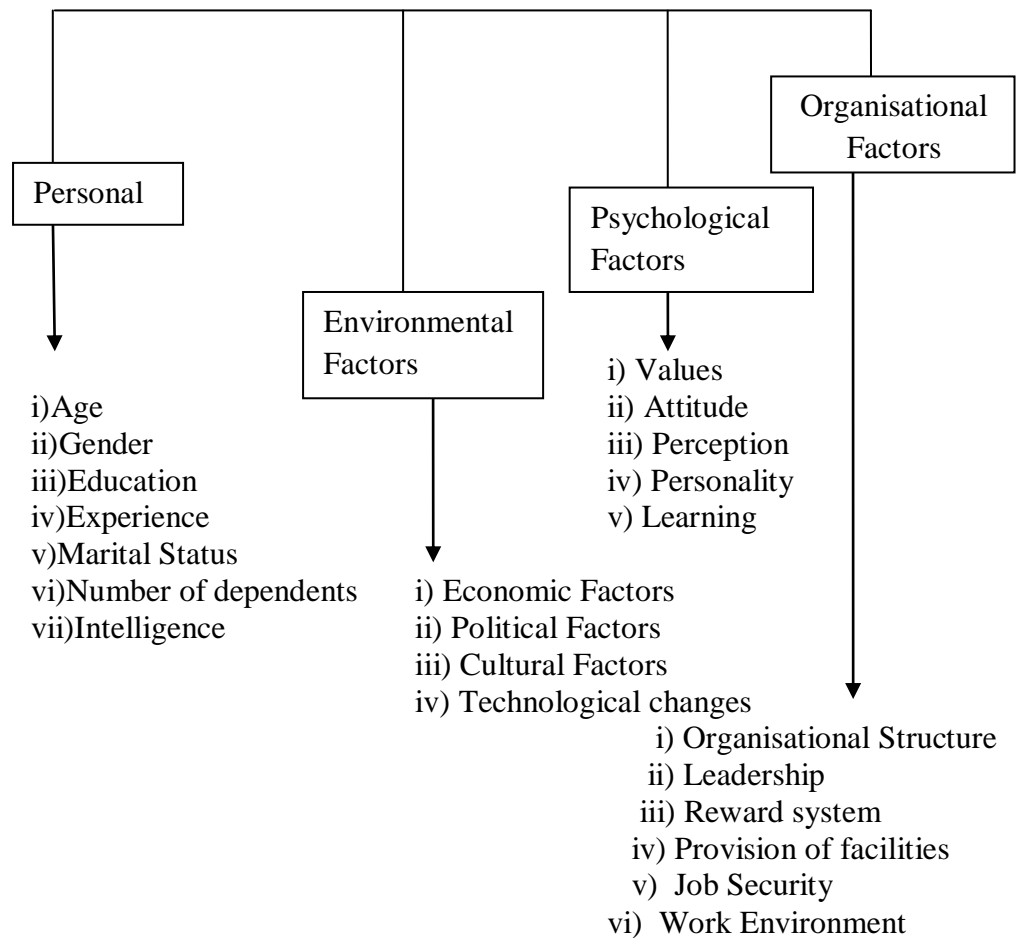 Personal
i)Age
ii)Gender
iii)Education
iv)Experience
v)Marital Status
vi)Number of dependents
vii)Intelligence
Environmental
Factors
i) Economic Factors
ii) Political Factors
iii) Cultural Factors
iv) Technological changes
Psychological
Factors
i) Values
ii) Attitude
iii) Perception
iv) Personality
v) Learning
Organisational
Factors
i) Organisational Structure
ii) Leadership
iii) Reward system
iv) Provision of facilities
v) Job Security
vi) Work Environment